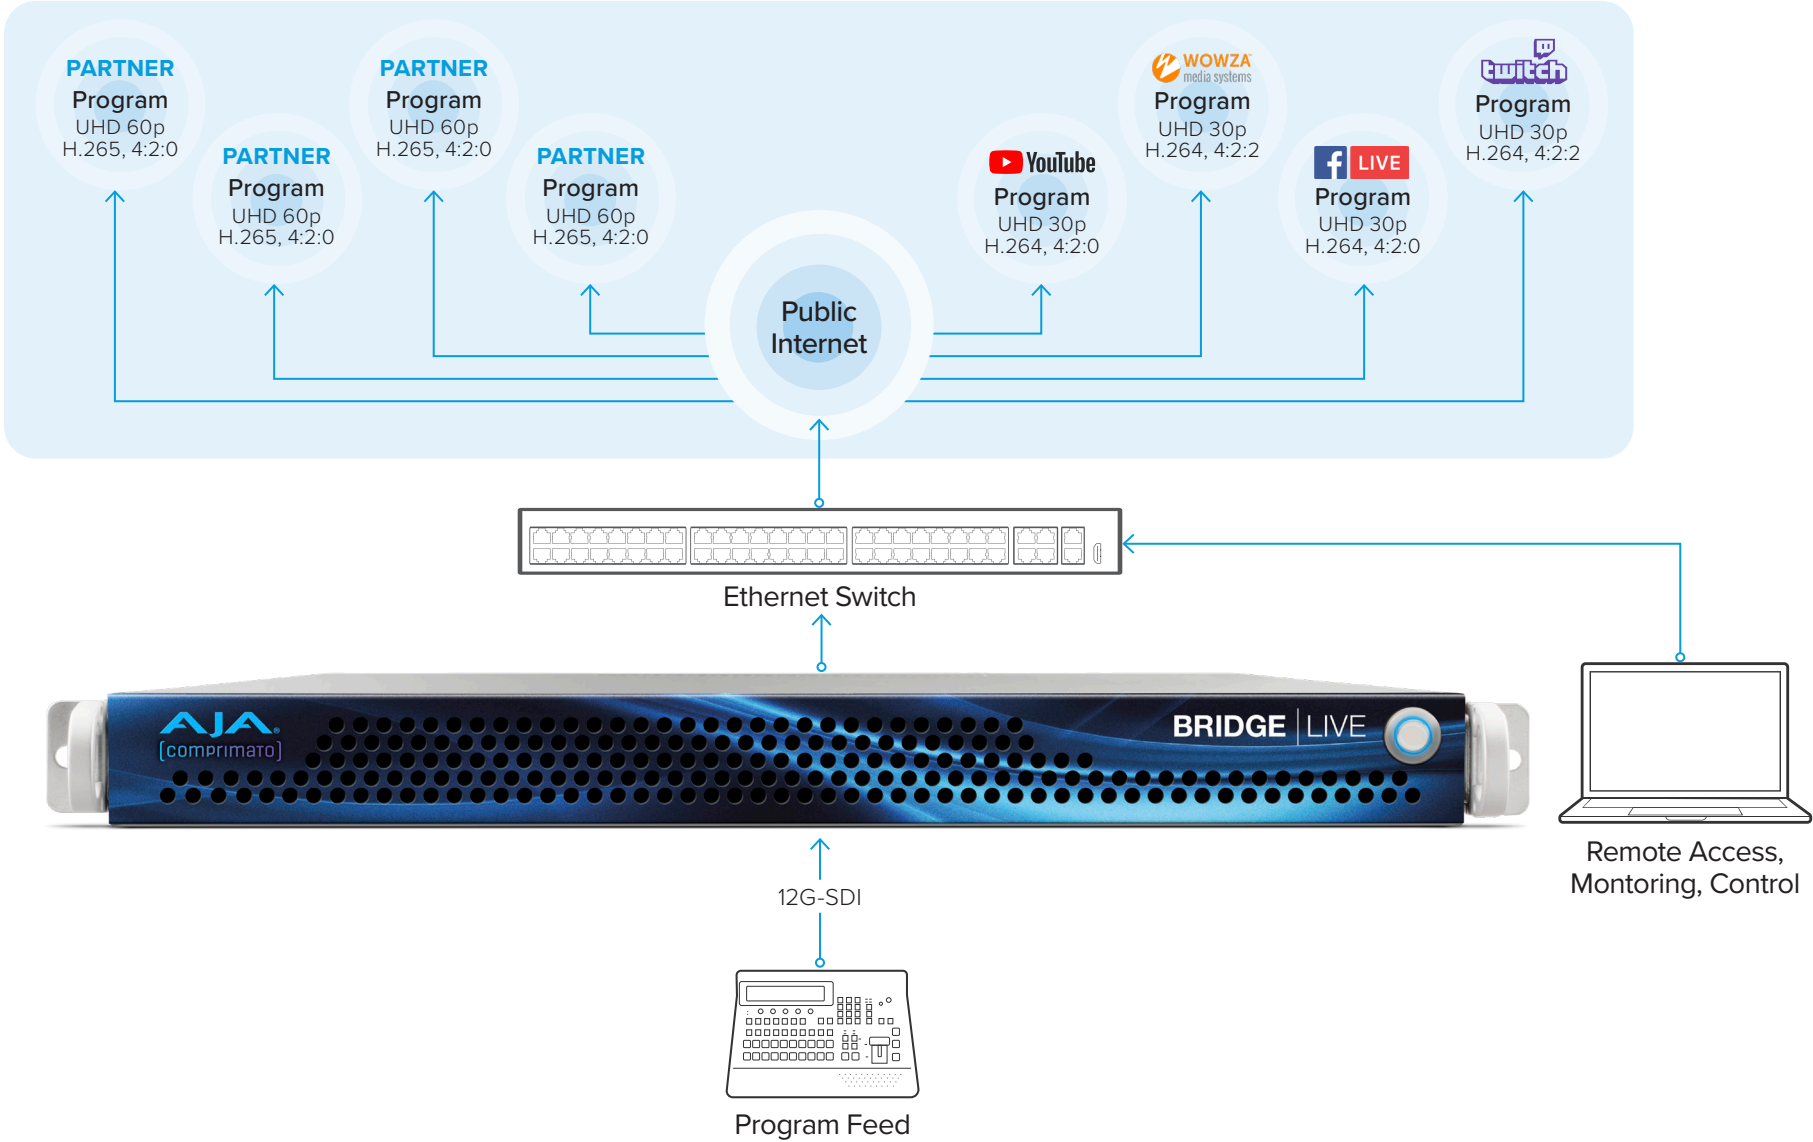 PARTNER
Program
UHD 60p
H.265, 4:2:0
PARTNER
Program
UHD 60p
H.265, 4:2:0
PARTNER
Program
UHD 60p
H.265, 4:2:0
PARTNER
Program
UHD 60p
H.265, 4:2:0
YouTube
Program
UHD 30p
H.264, 4:2:0
WOWZA
media systems
Program
UHD 30p
H.264, 4:2:2
f LIVE
Program
UHD 30p
H.264, 4:2:0
twitch
Program
UHD 30p
H.264, 4:2:2
Public
Internet
Ethernet Switch
AJA
[comprimato]
BRIDGE | LIVE
Remote Access,
Montoring, Control
12G-SDI
Program Feed